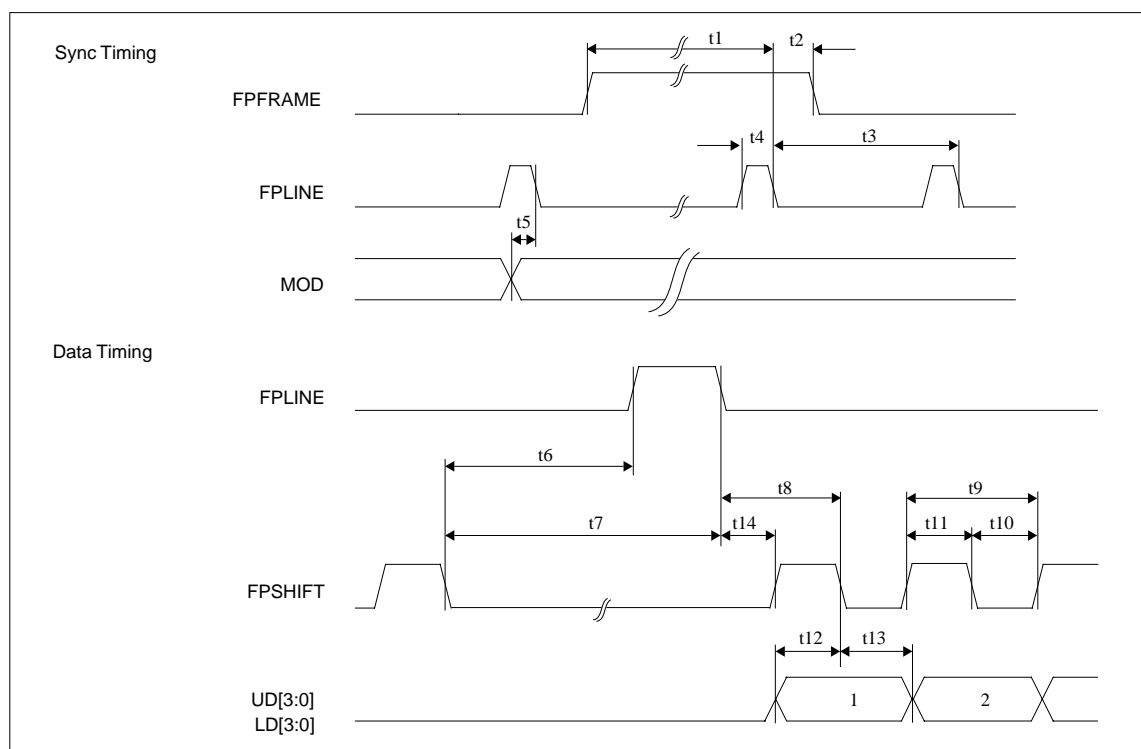 Sync Timing
t1
t2
FPFRAME
t4
t3
FPLINE
t5
MOD
Data Timing
FPLINE
t6
t8
t9
t7
t14
t11
t10
FPSHIFT
t12
t13
UD[3:0]
1
2
LD[3:0]